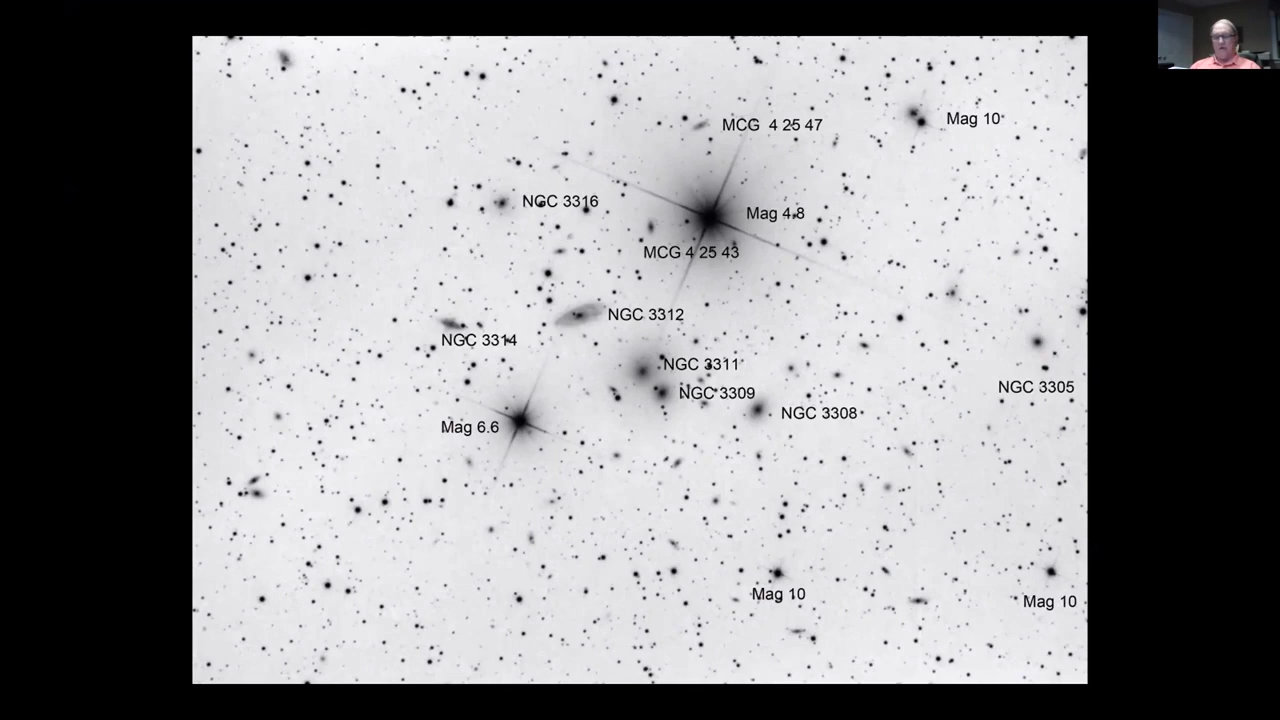 MCG 4 25 47
Mag 10
NGC 3316
Mag 4.8
MCG 4 25 43
NGC 3312
NGC 3314
NGC 3311
NGC 3305
NGC 3309
NGC 3308
Mag 6.6
Mag 10
Mag 10